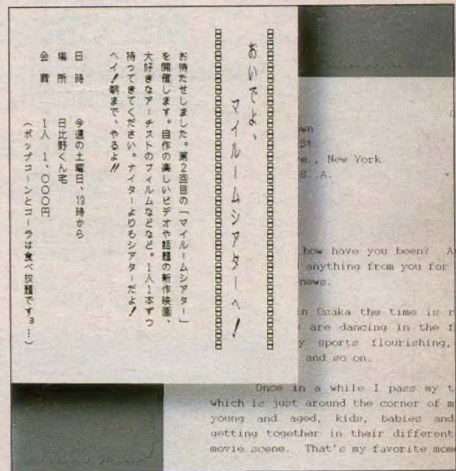 おいでよ、
マイルームシアターへ!
お待たせしました。第2回目の「マイルームシアター」
を開催します。自作の楽しいビデオや話題の新作映画、
大好きなアーチストのフィルムなどなど。1人1本ずつ
持ってきてください。ナイターよりもシアターだよ!
ヘイ!朝まで、やるよ!!
日 時 今週の土曜日、19時から
場 所 日比野くん宅
会 費 1人 1,000円
(ポップコーンとコーラは食べ放題ですョ…)
own
St.
e., New York
S.A.
how have you been? A
anything from you for
news.
in Osaka the time is r
are dancing in the f
y sports flourishing,
and so on.
Once in a while I pass my t
which is just around the corner of m
young and aged, kids, babies and
getting together in their different
movie scene. That's my favorite mome